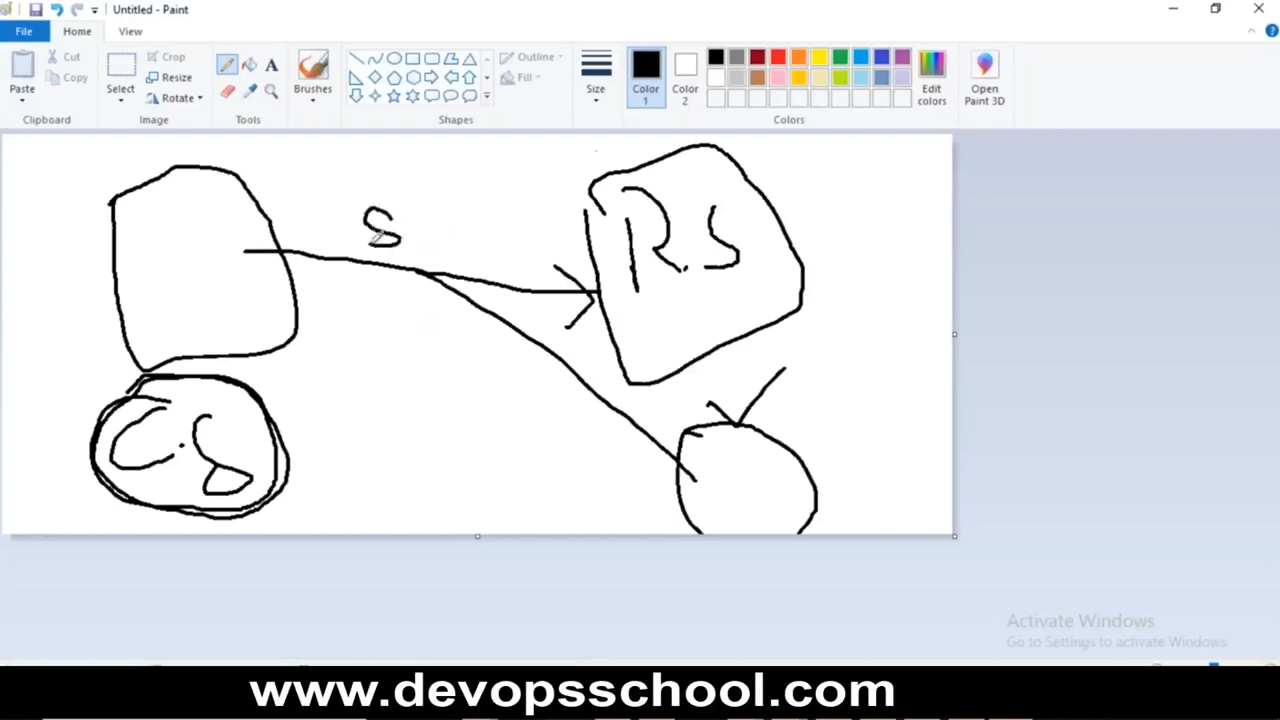 Untitled - Paint
File Home View
Paste
Cut
Copy
Clipboard
Select
Crop
Resize
Rotate
Image
Tools
Brushes
Shapes
Outline
Fill
Size
Color 1
Color 2
Edit colors
Colors
Open Paint 3D
S
R.S
C.S
Activate Windows
Go to Settings to activate Windows.
www.devopsschool.com